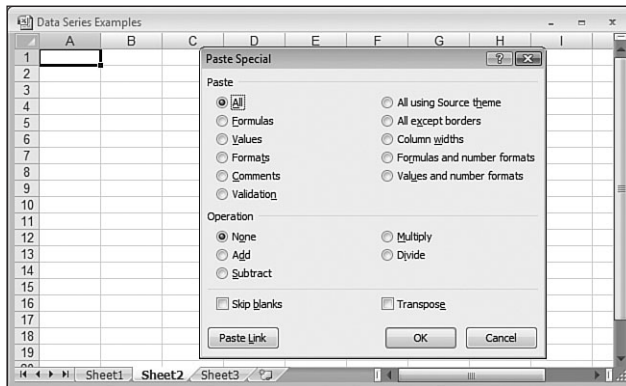 Data Series Examples
A B C D E F G H I
1
2
3
4
5
6
7
8
9
10
11
12
13
14
15
16
17
18
19
Paste Special
Paste
All All using Source theme
Formulas All except borders
Values Column widths
Formats Formulas and number formats
Comments Values and number formats
Validation
Operation
None Multiply
Add Divide
Subtract
Skip blanks Transpose
Paste Link OK Cancel
Sheet1 Sheet2 Sheet3